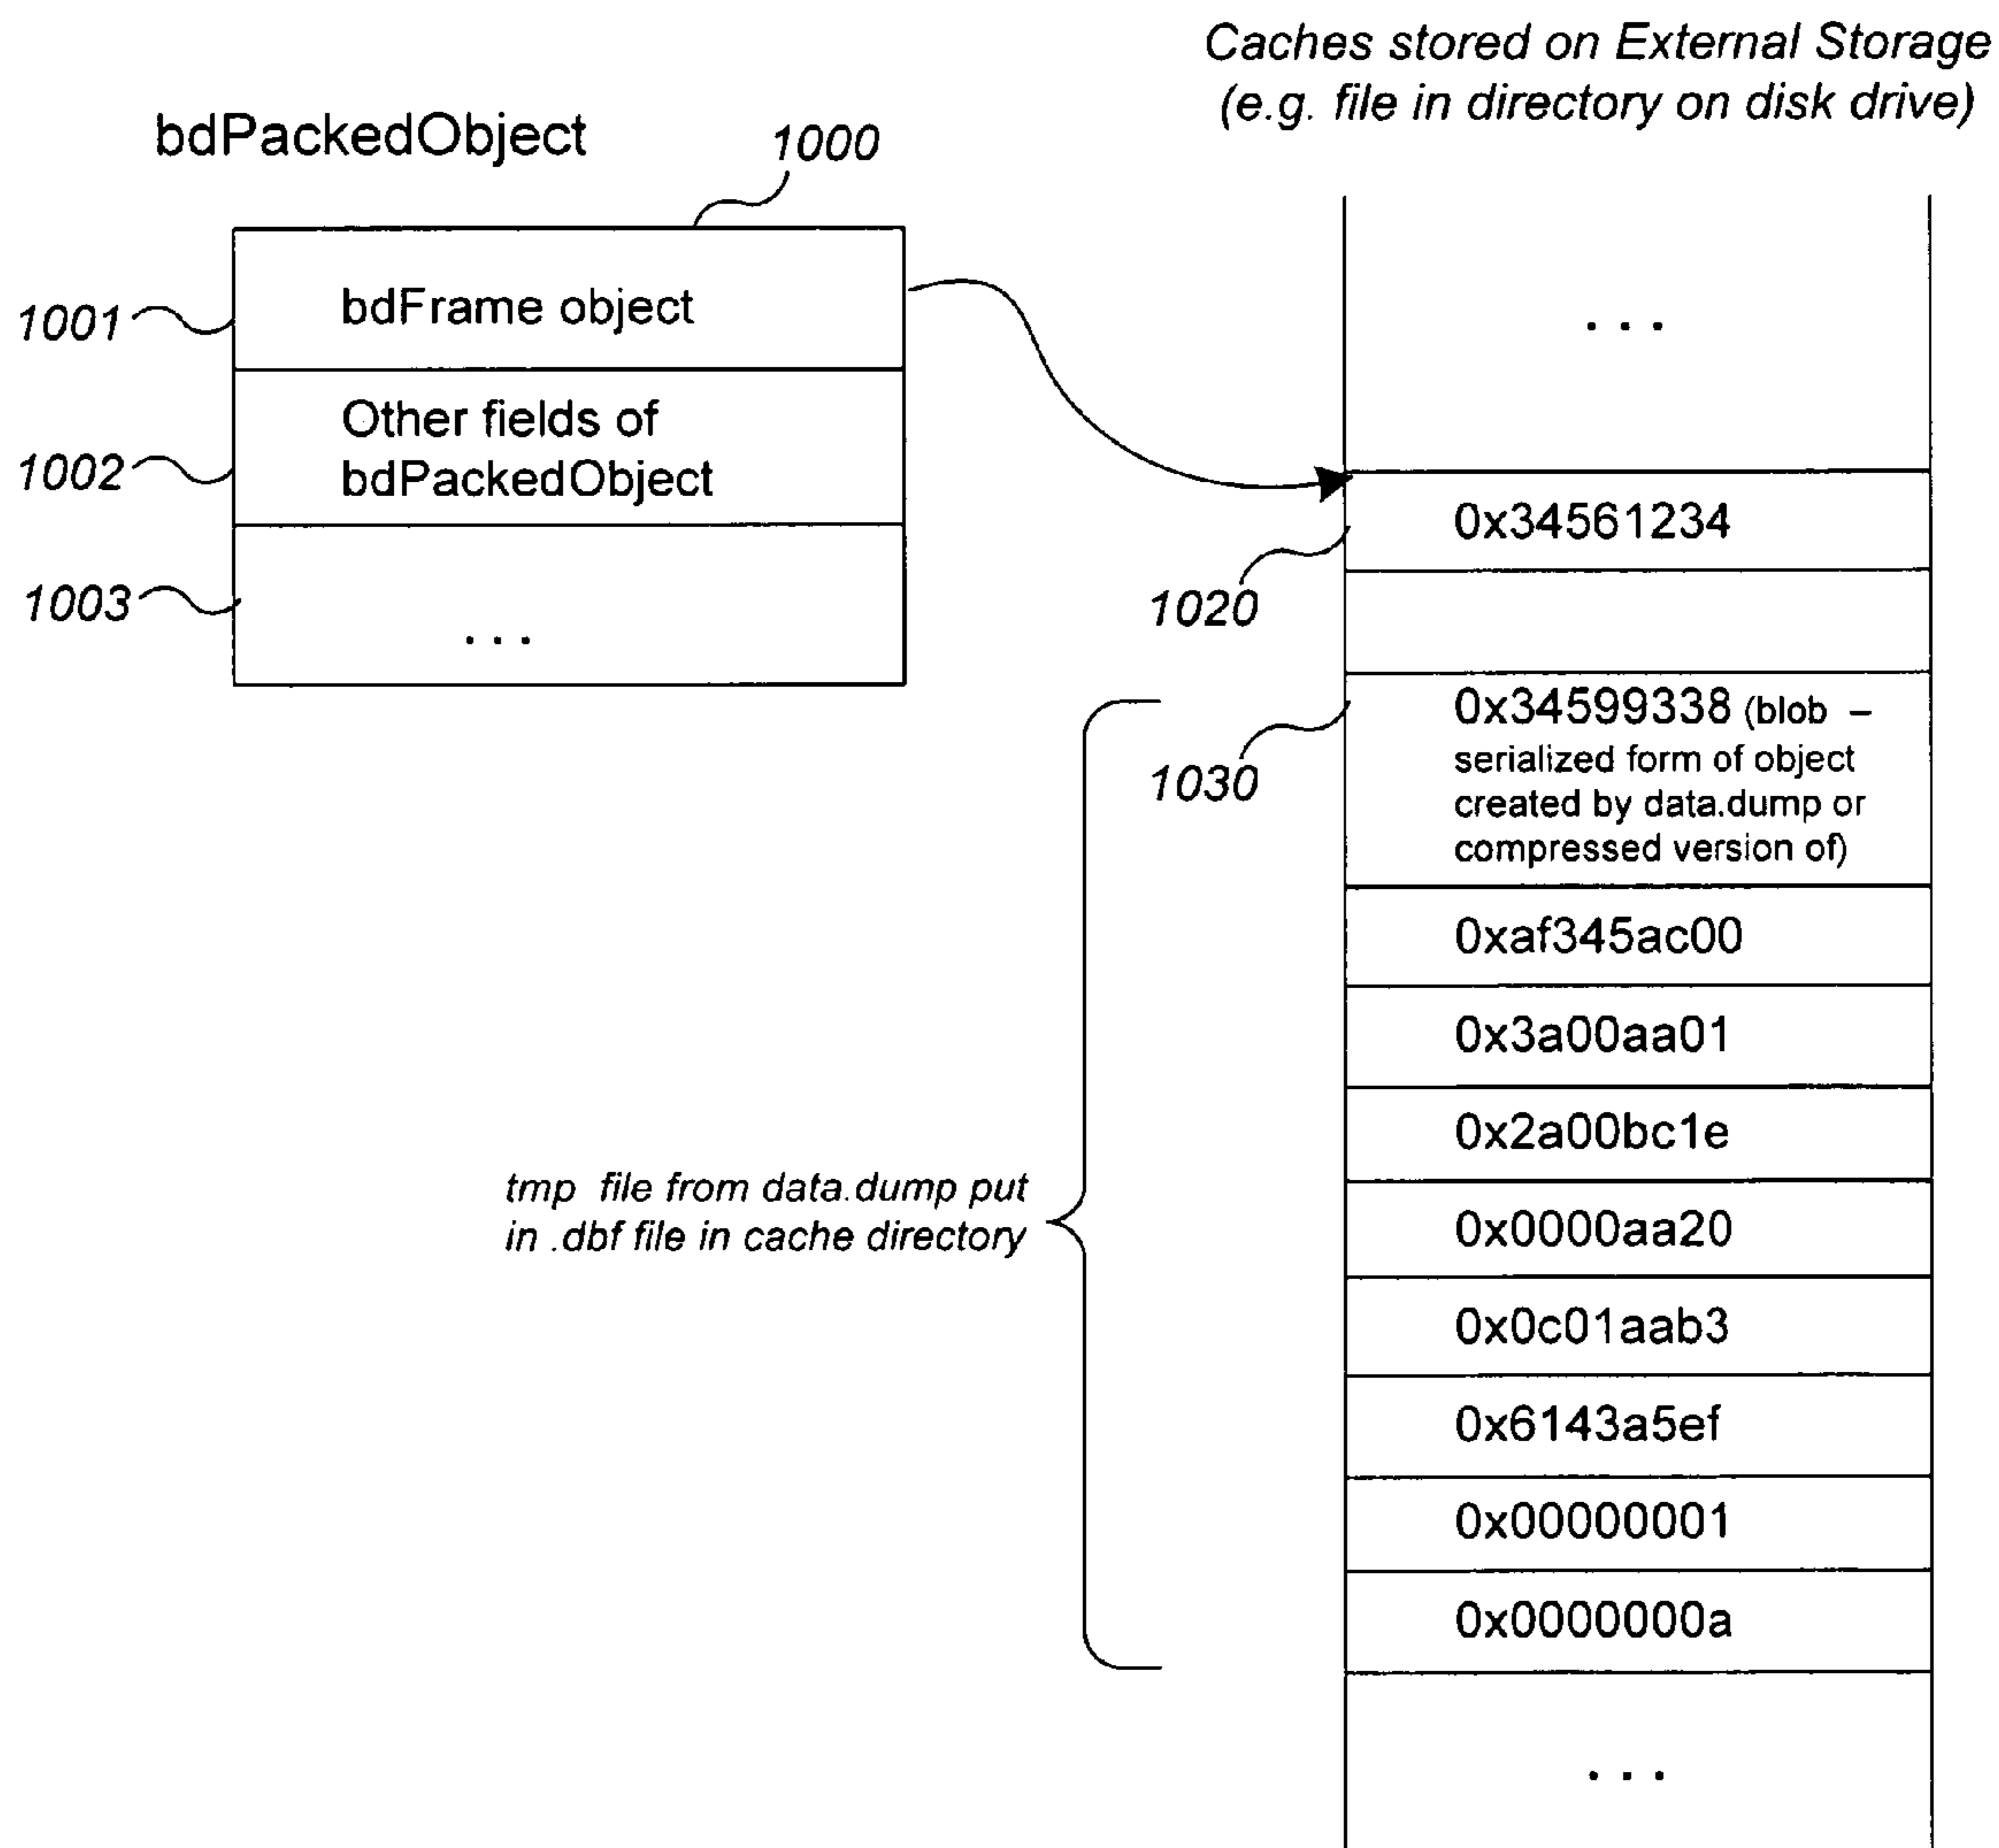 Caches stored on External Storage
(e.g. file in directory on disk drive)
bdPackedObject
1000
1001
bdFrame object
1002
Other fields of
bdPackedObject
1003
...
...
1020
0x34561234
1030
0x34599338 (blob –
serialized form of object
created by data.dump or
compressed version of)
0xaf345ac00
0x3a00aa01
0x2a00bc1e
0x0000aa20
0x0c01aab3
0x6143a5ef
0x00000001
0x0000000a
...
tmp file from data.dump put
in .dbf file in cache directory